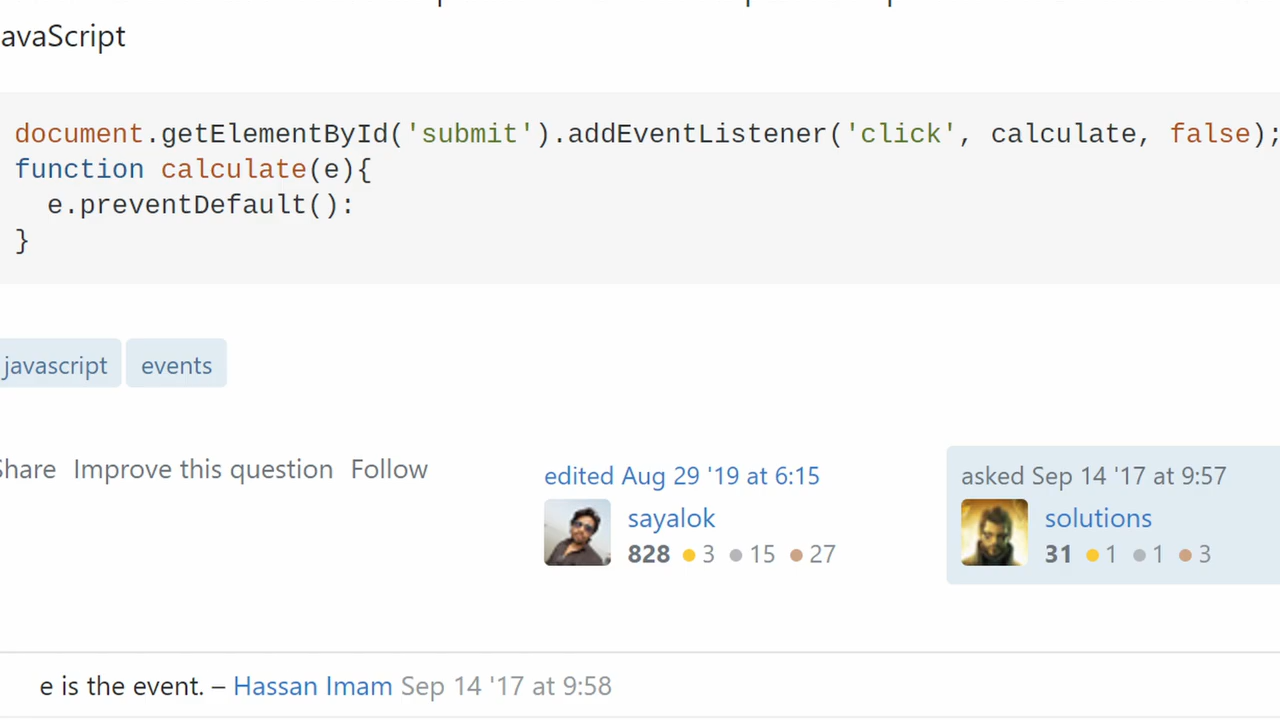 avaScript
document.getElementById('submit').addEventListener('click', calculate, false);
function calculate(e){
  e.preventDefault():
}
javascript events
Share Improve this question Follow
edited Aug 29 '19 at 6:15
sayalok
828 3 15 27
asked Sep 14 '17 at 9:57
solutions
31 1 1 3
e is the event. – Hassan Imam Sep 14 '17 at 9:58